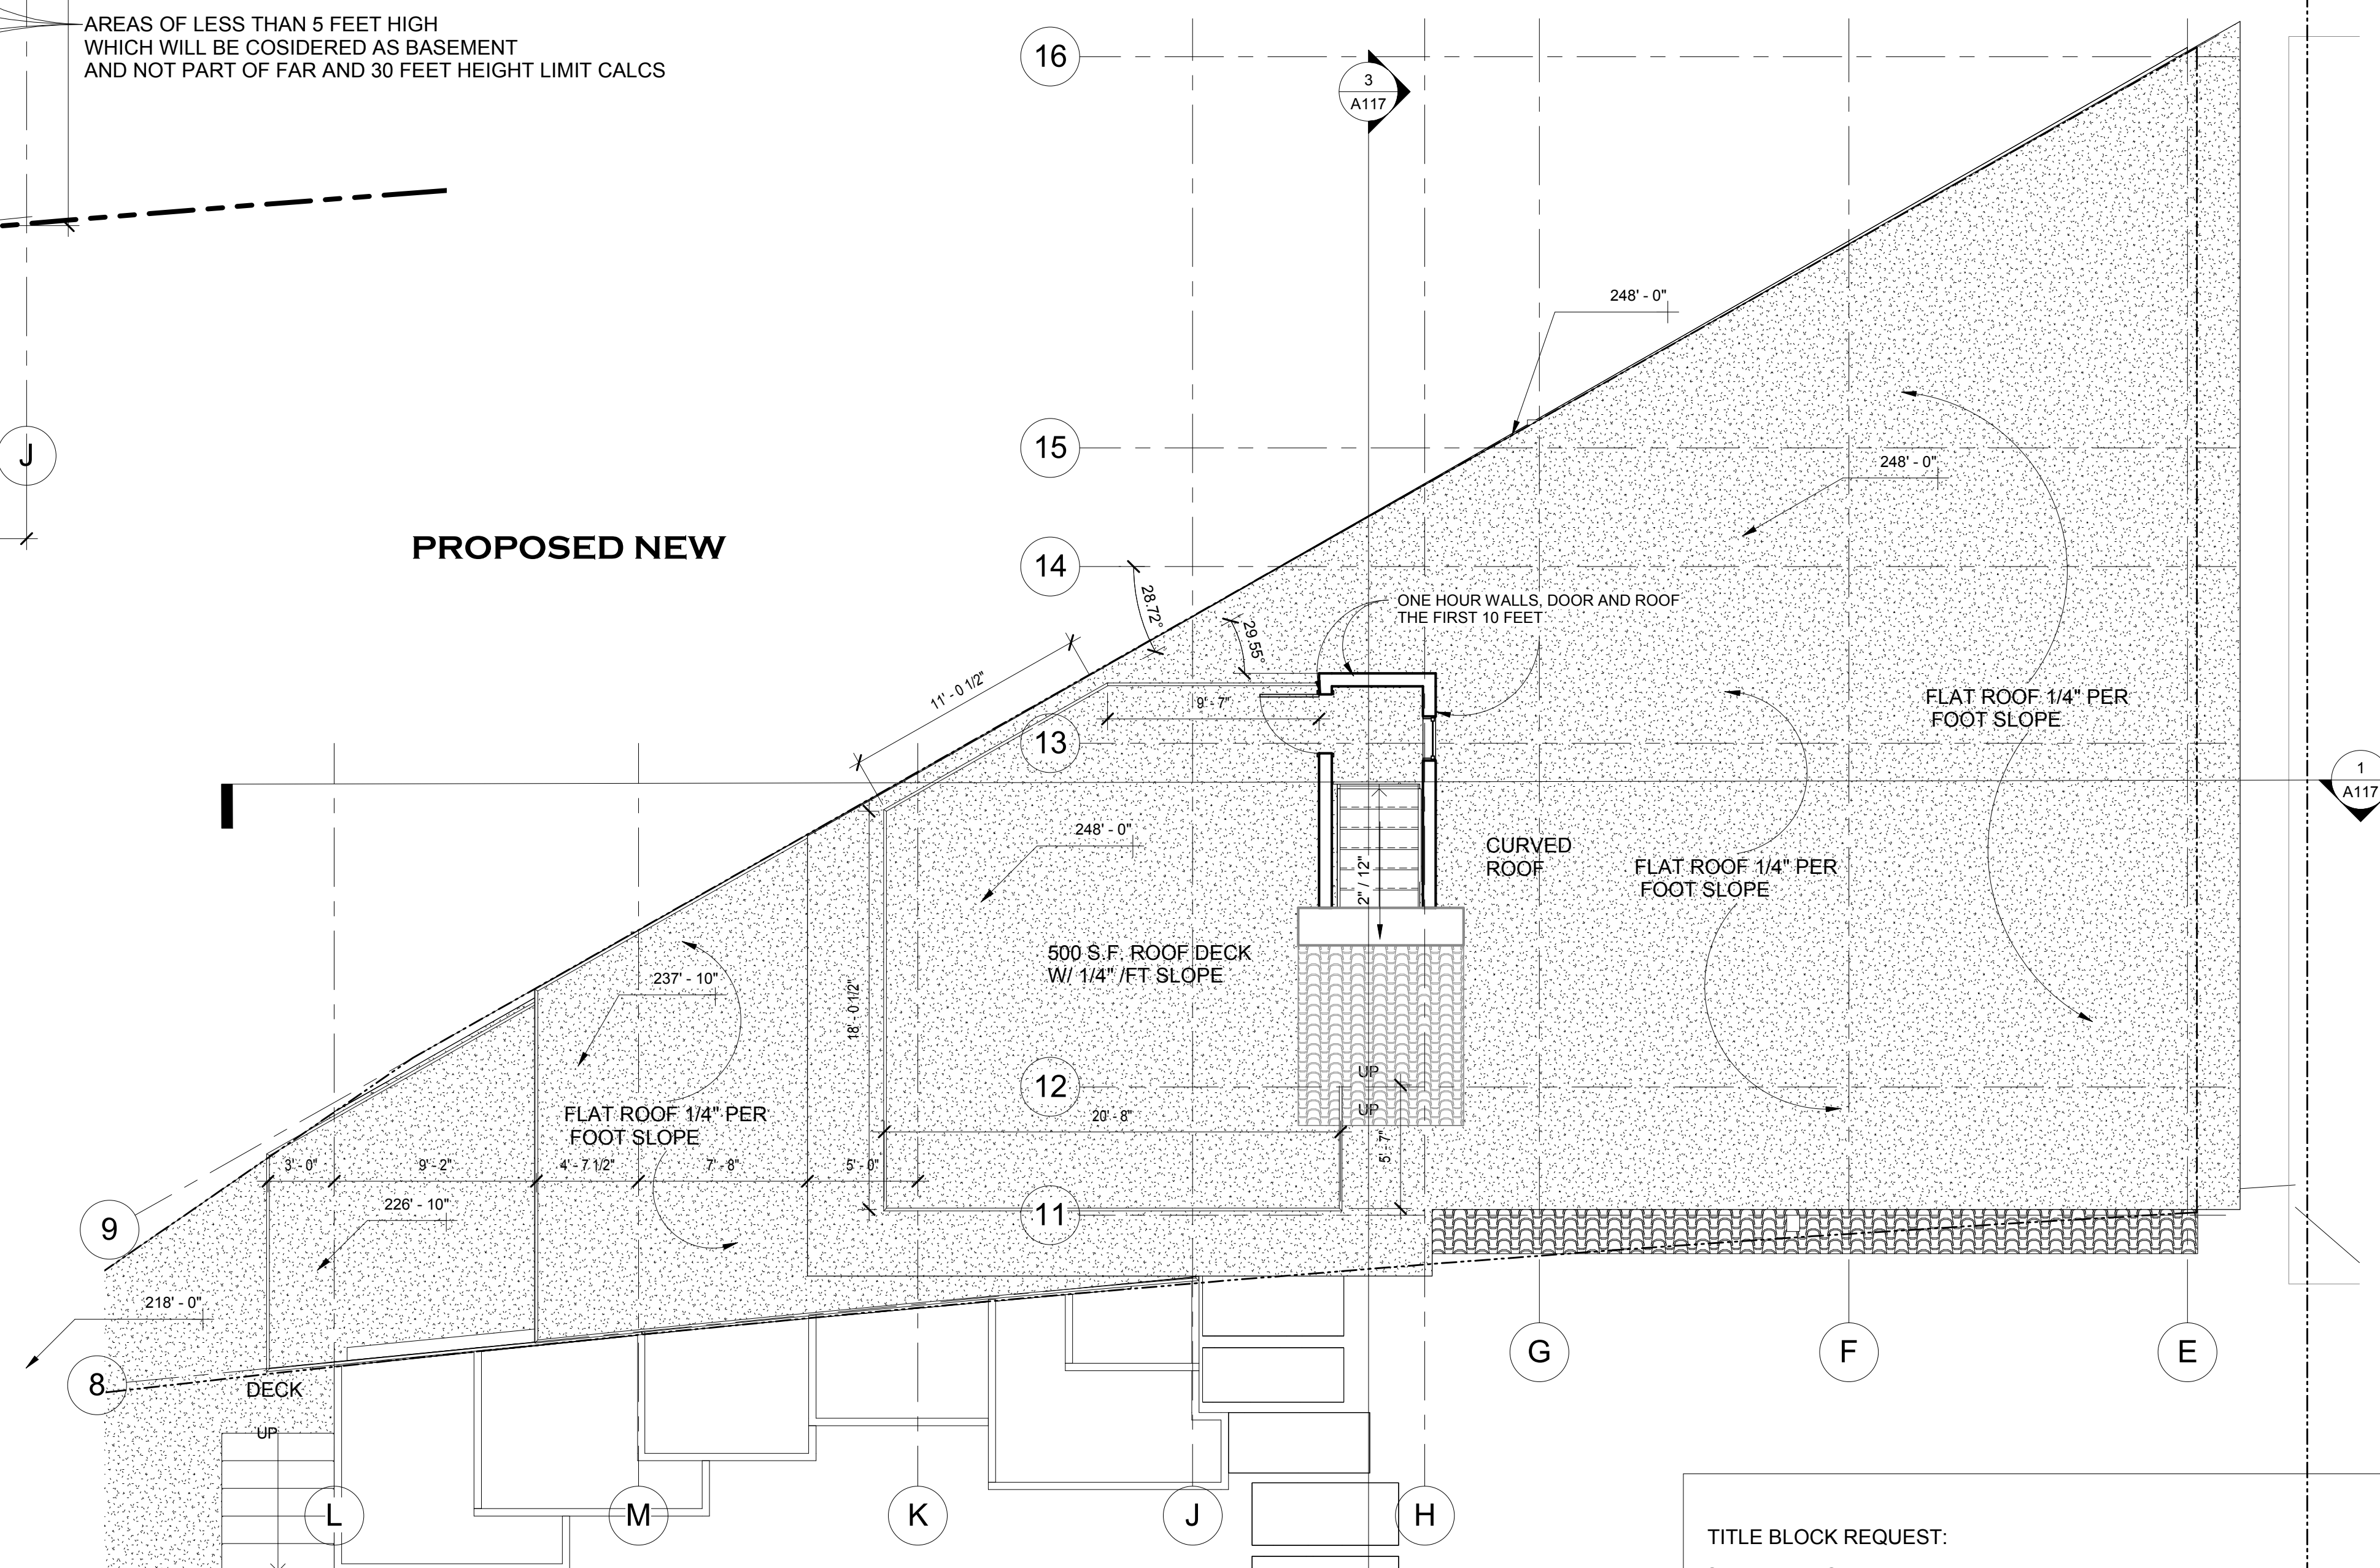 AREAS OF LESS THAN 5 FEET HIGH
WHICH WILL BE COSIDERED AS BASEMENT
AND NOT PART OF FAR AND 30 FEET HEIGHT LIMIT CALCS
16
3
A117
248' - 0"
J
15
248' - 0"
PROPOSED NEW
14
28.72°
29.55°
ONE HOUR WALLS, DOOR AND ROOF
THE FIRST 10 FEET
11' - 0 1/2"
9' - 7"
FLAT ROOF 1/4" PER
FOOT SLOPE
13
1
A117
248' - 0"
CURVED
ROOF
2" / 12"
FLAT ROOF 1/4" PER
FOOT SLOPE
500 S.F. ROOF DECK
W/ 1/4" /FT SLOPE
237' - 10"
18' - 0 1/2"
12
UP
UP
FLAT ROOF 1/4" PER
FOOT SLOPE
20' - 8"
5' - 7"
3' - 0"
9' - 2"
4' - 7 1/2"
7' - 8"
5' - 0"
226' - 10"
11
9
218' - 0"
8
DECK
UP
G
F
E
L
M
K
J
H
TITLE BLOCK REQUEST: